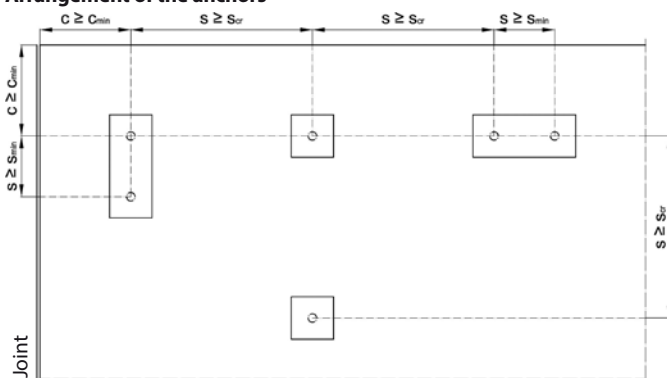 Arrangement of the anchors
C ≥ Cmin
S ≥ Scr
S ≥ Scr
S ≥ Smin
C ≥ Cmin
S ≥ Smin
S ≥ Scr
Joint